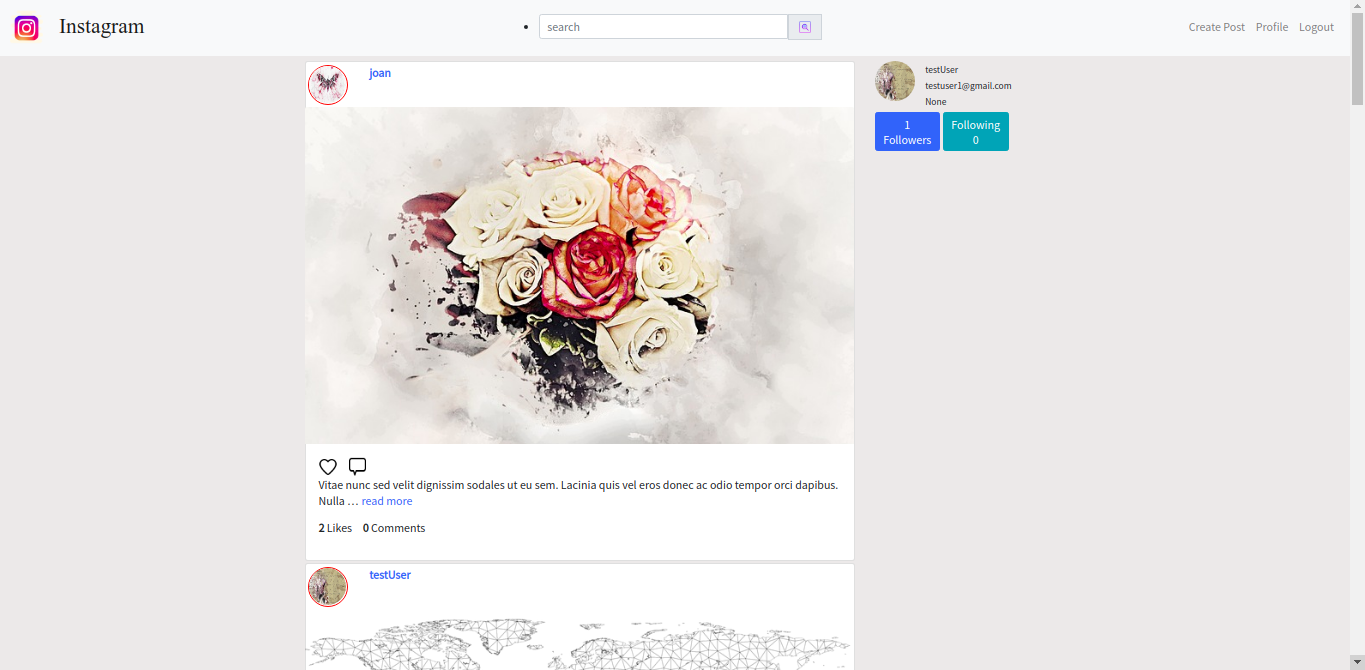 Instagram
search
Create Post Profile Logout
joan
testUser
testuser1@gmail.com
None
1
Followers
Following
0
Vitae nunc sed velit dignissim sodales ut eu sem. Lacinia quis vel eros donec ac odio tempor orci dapibus.
Nulla … read more
2 Likes 0 Comments
testUser